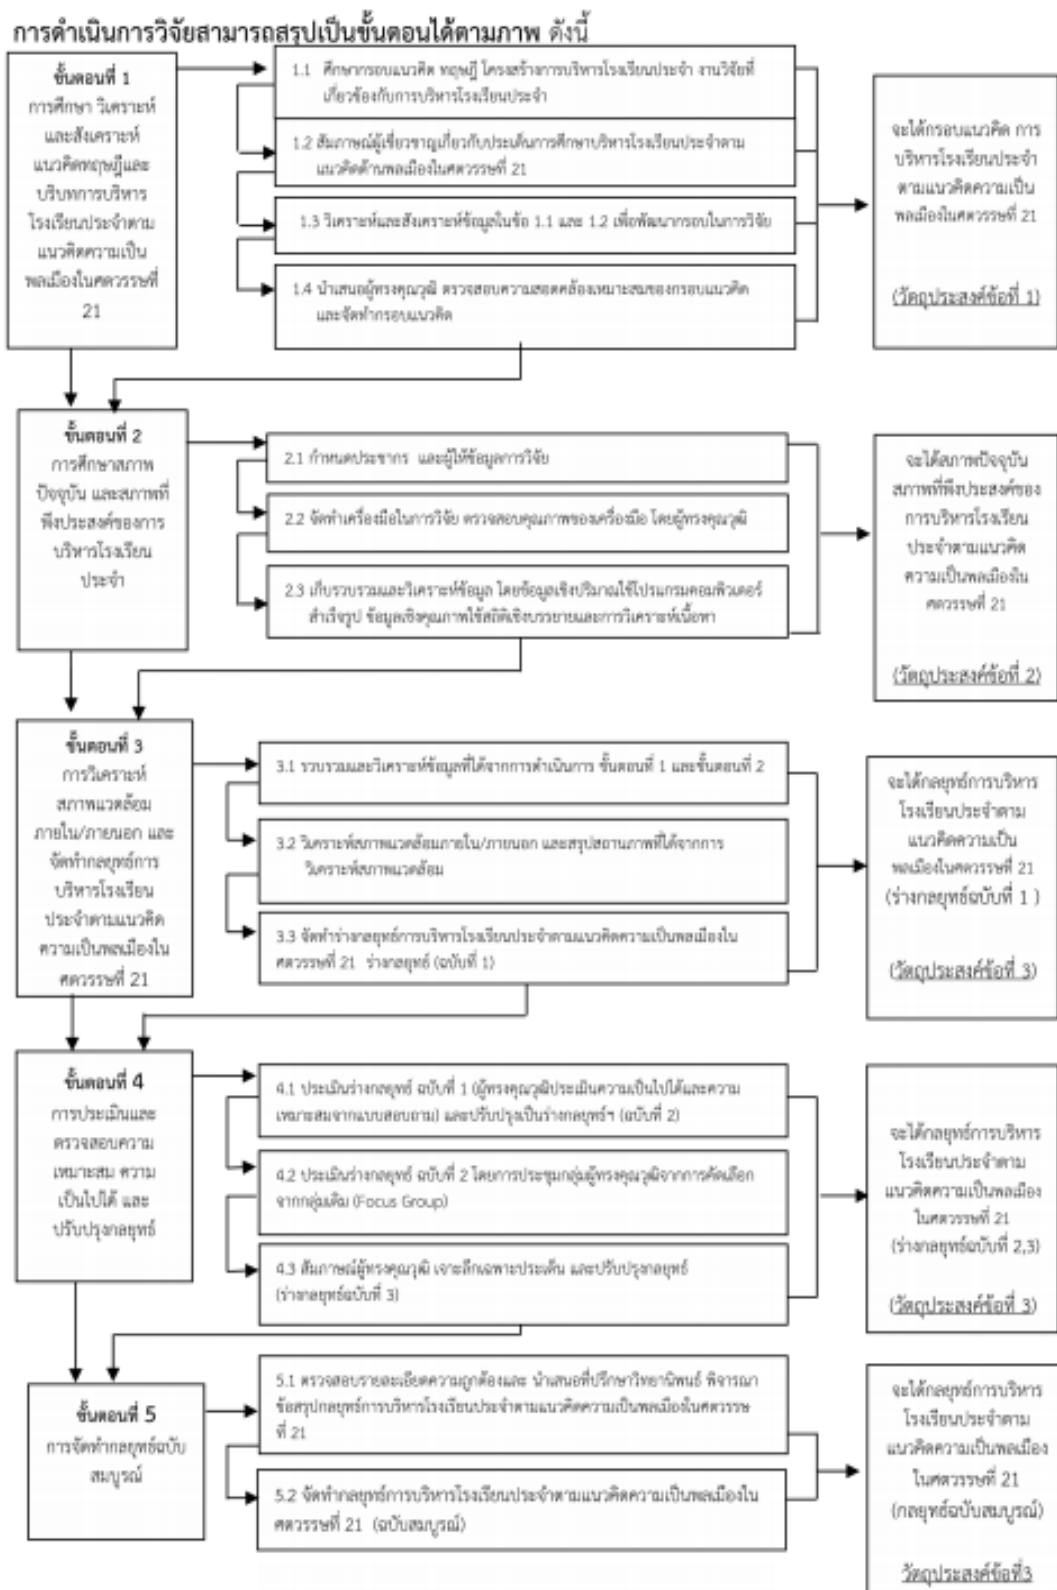 การดำเนินการวิจัยสามารถสรุปเป็นขั้นตอนได้ตามภาพ ดังนี้
ขั้นตอนที่ 1
การศึกษา วิเคราะห์
และสังเคราะห์
แนวคิดทฤษฎีและ
บริบทการบริหาร
โรงเรียนประจำตาม
แนวคิดความเป็น
พลเมืองในศตวรรษที่
21
1.1 ศึกษากรอบแนวคิด ทฤษฎี โครงสร้างการบริหารโรงเรียนประจำ งานวิจัยที่
เกี่ยวข้องกับการบริหารโรงเรียนประจำ
1.2 สัมภาษณ์ผู้เชี่ยวชาญเกี่ยวกับประเด็นการศึกษาบริหารโรงเรียนประจำตาม
แนวคิดด้านพลเมืองในศตวรรษที่ 21
1.3 วิเคราะห์และสังเคราะห์ข้อมูลในข้อ 1.1 และ 1.2 เพื่อพัฒนากรอบในการวิจัย
1.4 นำเสนอผู้ทรงคุณวุฒิ ตรวจสอบความสอดคล้องเหมาะสมของกรอบแนวคิด
และจัดทำกรอบแนวคิด
จะได้กรอบแนวคิด การ
บริหารโรงเรียนประจำ
ตามแนวคิดความเป็น
พลเมืองในศตวรรษที่ 21
(วัตถุประสงค์ข้อที่ 1)
ขั้นตอนที่ 2
การศึกษาสภาพ
ปัจจุบัน และสภาพที่
พึงประสงค์ของการ
บริหารโรงเรียน
ประจำ
2.1 กำหนดประชากร และผู้ให้ข้อมูลการวิจัย
2.2 จัดทำเครื่องมือในการวิจัย ตรวจสอบคุณภาพของเครื่องมือ โดยผู้ทรงคุณวุฒิ
2.3 เก็บรวบรวมและวิเคราะห์ข้อมูล โดยข้อมูลเชิงปริมาณใช้โปรแกรมคอมพิวเตอร์
สำเร็จรูป ข้อมูลเชิงคุณภาพใช้สถิติเชิงบรรยายและการวิเคราะห์เนื้อหา
จะได้สภาพปัจจุบัน
สภาพที่พึงประสงค์ของ
การบริหารโรงเรียน
ประจำตามแนวคิด
ความเป็นพลเมืองใน
ศตวรรษที่ 21
(วัตถุประสงค์ข้อที่ 2)
ขั้นตอนที่ 3
การวิเคราะห์
สภาพแวดล้อม
ภายใน/ภายนอก และ
จัดทำกลยุทธ์การ
บริหารโรงเรียน
ประจำตามแนวคิด
ความเป็นพลเมืองใน
ศตวรรษที่ 21
3.1 รวบรวมและวิเคราะห์ข้อมูลที่ได้จากการดำเนินการ ขั้นตอนที่ 1 และขั้นตอนที่ 2
3.2 วิเคราะห์สภาพแวดล้อมภายใน/ภายนอก และสรุปสถานภาพที่ได้จากการ
วิเคราะห์สภาพแวดล้อม
3.3 จัดทำร่างกลยุทธ์การบริหารโรงเรียนประจำตามแนวคิดความเป็นพลเมืองใน
ศตวรรษที่ 21 ร่างกลยุทธ์ (ฉบับที่ 1)
จะได้กลยุทธ์การบริหาร
โรงเรียนประจำตาม
แนวคิดความเป็น
พลเมืองในศตวรรษที่ 21
(ร่างกลยุทธ์ฉบับที่ 1 )
(วัตถุประสงค์ข้อที่ 3)
ขั้นตอนที่ 4
การประเมินและ
ตรวจสอบความ
เหมาะสม ความ
เป็นไปได้ และ
ปรับปรุงกลยุทธ์
4.1 ประเมินร่างกลยุทธ์ ฉบับที่ 1 (ผู้ทรงคุณวุฒิประเมินความเป็นไปได้และความ
เหมาะสมจากแบบสอบถาม) และปรับปรุงเป็นร่างกลยุทธ์ฯ (ฉบับที่ 2)
4.2 ประเมินร่างกลยุทธ์ ฉบับที่ 2 โดยการประชุมกลุ่มผู้ทรงคุณวุฒิจากการคัดเลือก
จากกลุ่มเดิม (Focus Group)
4.3 สัมภาษณ์ผู้ทรงคุณวุฒิ เจาะลึกเฉพาะประเด็น และปรับปรุงกลยุทธ์
(ร่างกลยุทธ์ฉบับที่ 3)
จะได้กลยุทธ์การบริหาร
โรงเรียนประจำตาม
แนวคิดความเป็นพลเมือง
ในศตวรรษที่ 21
(ร่างกลยุทธ์ฉบับที่ 2,3)
(วัตถุประสงค์ข้อที่ 3)
ขั้นตอนที่ 5
การจัดทำกลยุทธ์ฉบับ
สมบูรณ์
5.1 ตรวจสอบรายละเอียดความถูกต้องและ นำเสนอที่ปรึกษาวิทยานิพนธ์ พิจารณา
ข้อสรุปกลยุทธ์การบริหารโรงเรียนประจำตามแนวคิดความเป็นพลเมืองในศตวรรษ
ที่ 21
5.2 จัดทำกลยุทธ์การบริหารโรงเรียนประจำตามแนวคิดความเป็นพลเมืองใน
ศตวรรษที่ 21 (ฉบับสมบูรณ์)
จะได้กลยุทธ์การบริหาร
โรงเรียนประจำตาม
แนวคิดความเป็นพลเมือง
ในศตวรรษที่ 21
(กลยุทธ์ฉบับสมบูรณ์)
วัตถุประสงค์ข้อที่3